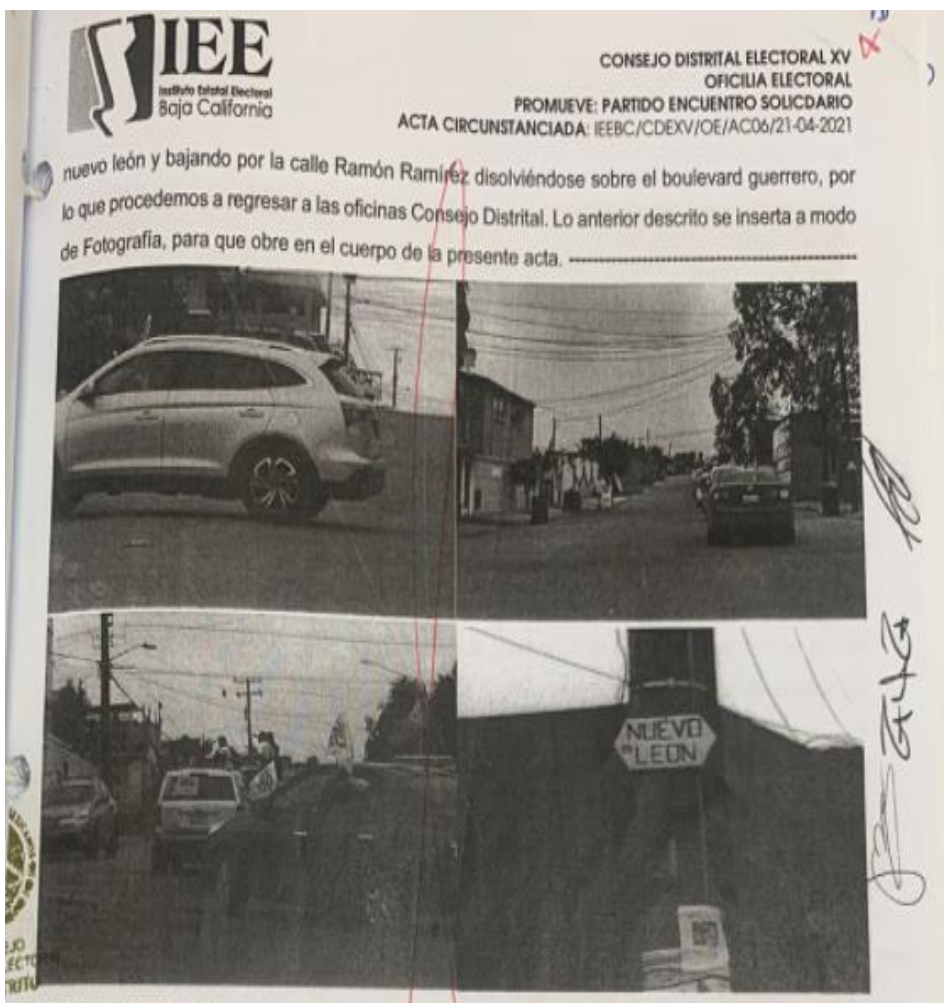 IEE
Instituto Estatal Electoral
Baja California
CONSEJO DISTRITAL ELECTORAL XV
OFICILIA ELECTORAL
PROMUEVE: PARTIDO ENCUENTRO SOLICDARIO
ACTA CIRCUNSTANCIADA: IEEBC/CDEXV/OE/AC06/21-04-2021
nuevo león y bajando por la calle Ramón Ramírez disolviéndose sobre el boulevard guerrero, por
lo que procedemos a regresar a las oficinas Consejo Distrital. Lo anterior descrito se inserta a modo
de Fotografía, para que obre en el cuerpo de la presente acta. ----------------------------------------------
NUEVO
LEON